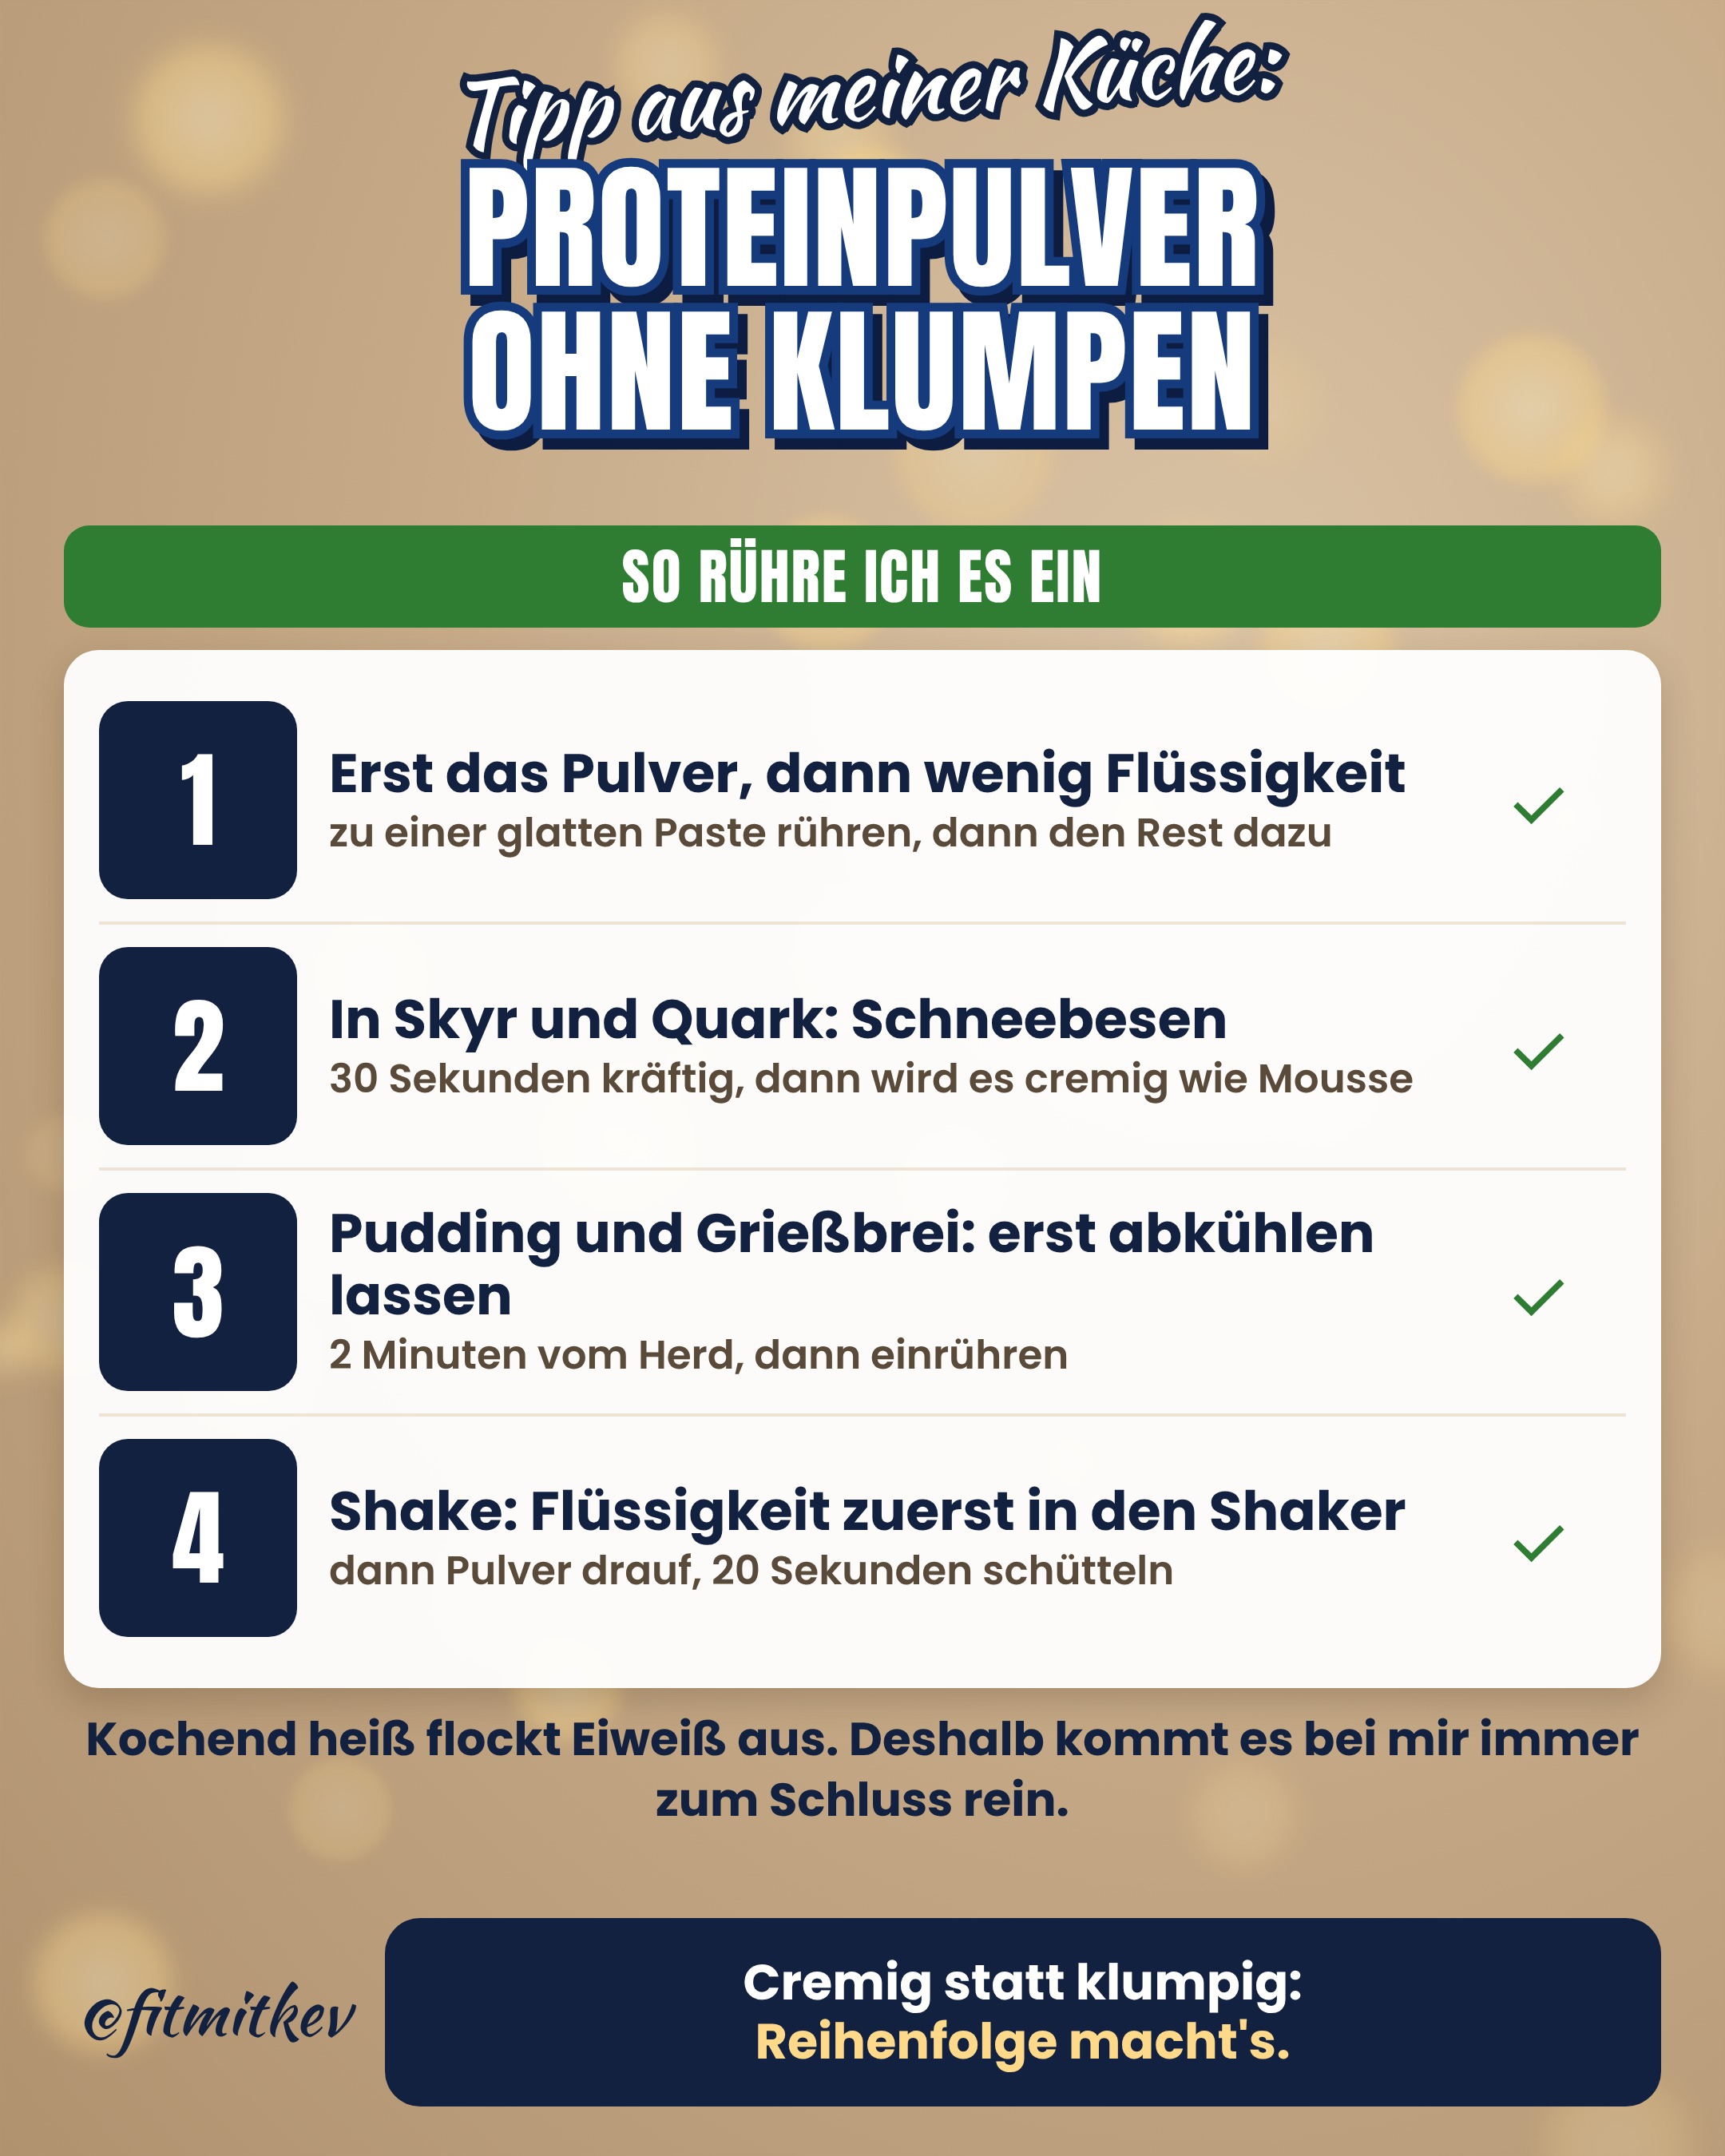 Tipp aus meiner Küche:
PROTEINPULVER
OHNE KLUMPEN
SO RÜHRE ICH ES EIN
1
Erst das Pulver, dann wenig Flüssigkeit
zu einer glatten Paste rühren, dann den Rest dazu
2
In Skyr und Quark: Schneebesen
30 Sekunden kräftig, dann wird es cremig wie Mousse
3
Pudding und Grießbrei: erst abkühlen
lassen
2 Minuten vom Herd, dann einrühren
4
Shake: Flüssigkeit zuerst in den Shaker
dann Pulver drauf, 20 Sekunden schütteln
Kochend heiß flockt Eiweiß aus. Deshalb kommt es bei mir immer
zum Schluss rein.
@fitmitkev
Cremig statt klumpig:
Reihenfolge macht's.